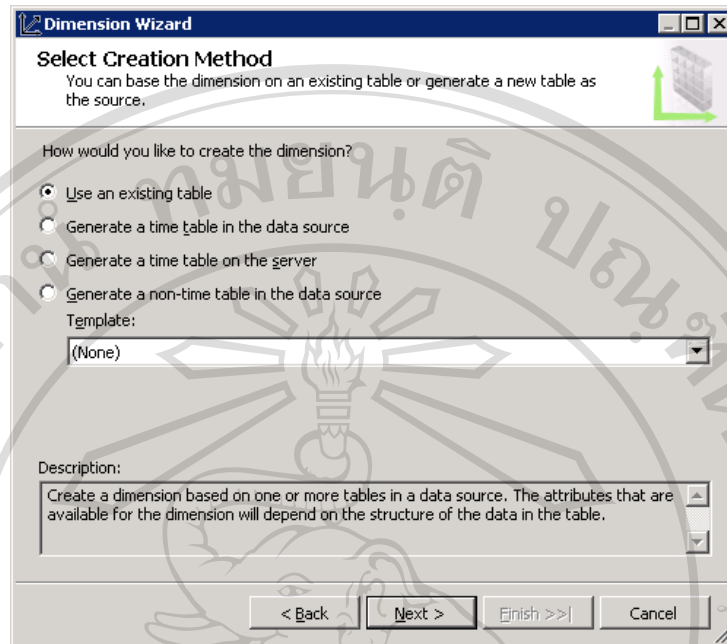 Dimension Wizard
Select Creation Method
You can base the dimension on an existing table or generate a new table as
the source.
How would you like to create the dimension?
Use an existing table
Generate a time table in the data source
Generate a time table on the server
Generate a non-time table in the data source
Template:
(None)
Description:
Create a dimension based on one or more tables in a data source. The attributes that are
available for the dimension will depend on the structure of the data in the table.
< Back
Next >
Finish >>|
Cancel